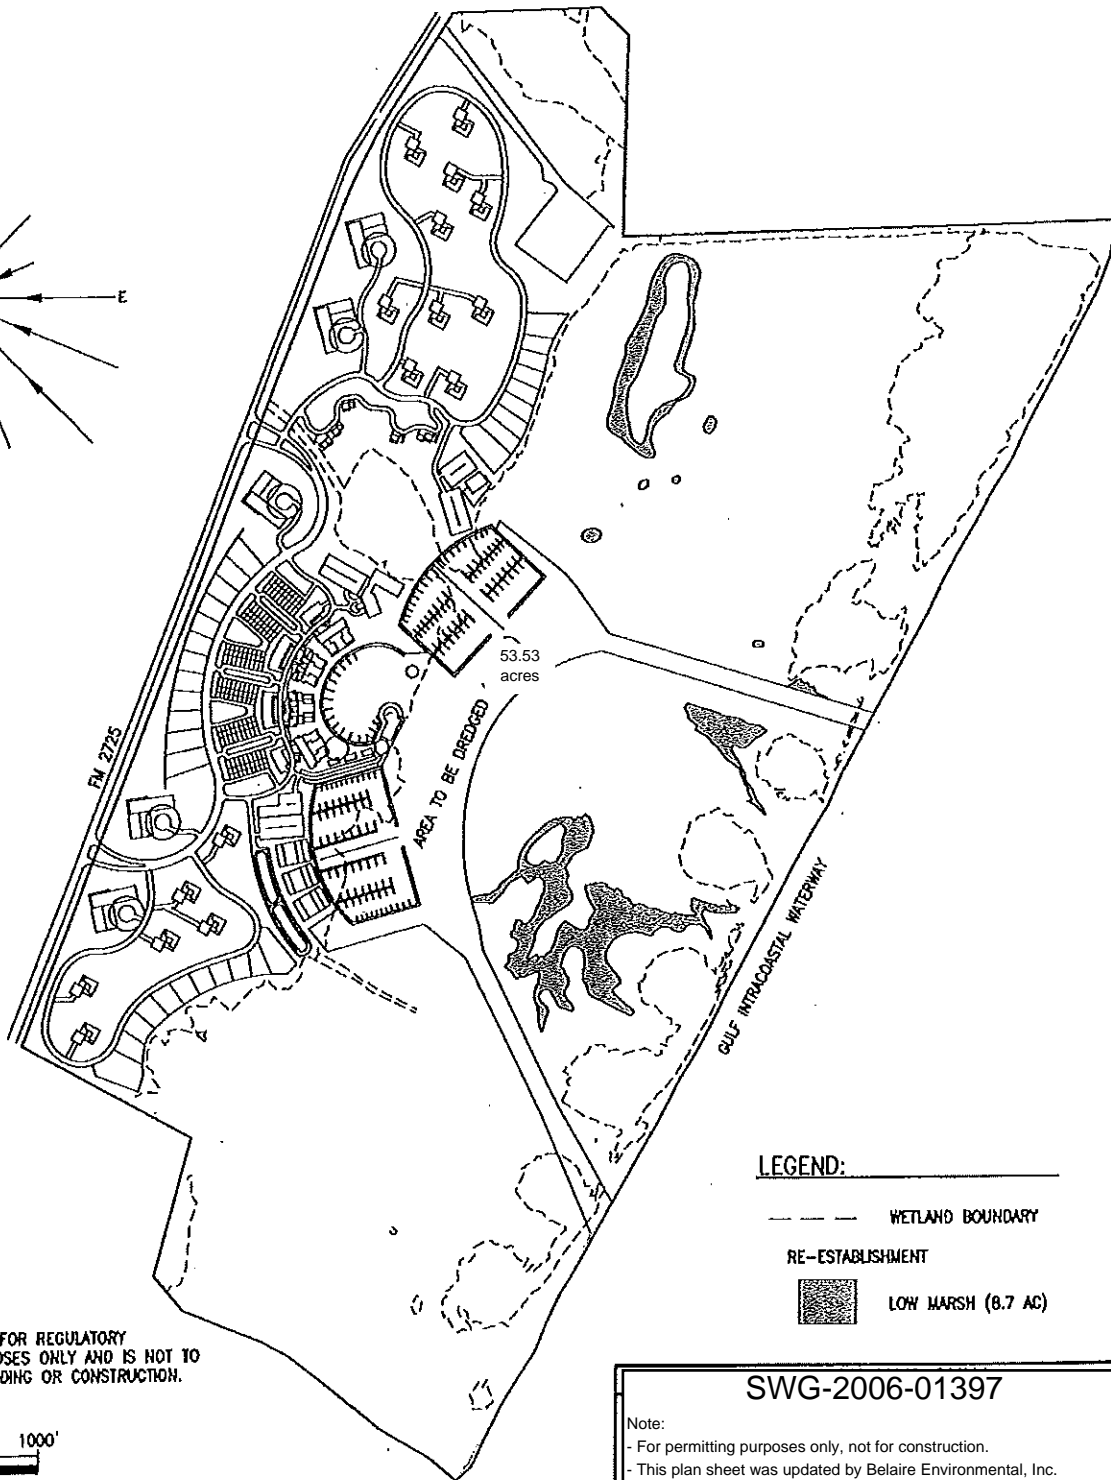 E
FM 2725
53.53
acres
AREA TO BE DREDGED
GULF INTRACOASTAL WATERWAY
LEGEND:
WETLAND BOUNDARY
RE-ESTABLISHMENT
LOW MARSH (8.7 AC)
FOR REGULATORY
OSES ONLY AND IS NOT TO
DING OR CONSTRUCTION.
1000'
SWG-2006-01397
Note:
- For permitting purposes only, not for construction.
- This plan sheet was updated by Belaire Environmental, Inc.